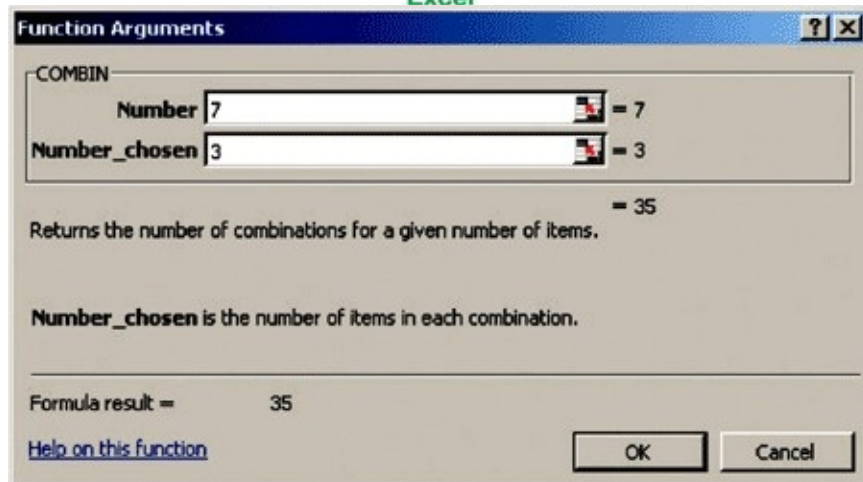 Excel
Function Arguments ? X
COMBIN
Number 7 = 7
Number_chosen 3 = 3
= 35
Returns the number of combinations for a given number of items.
Number_chosen is the number of items in each combination.
Formula result = 35
Help on this function OK Cancel